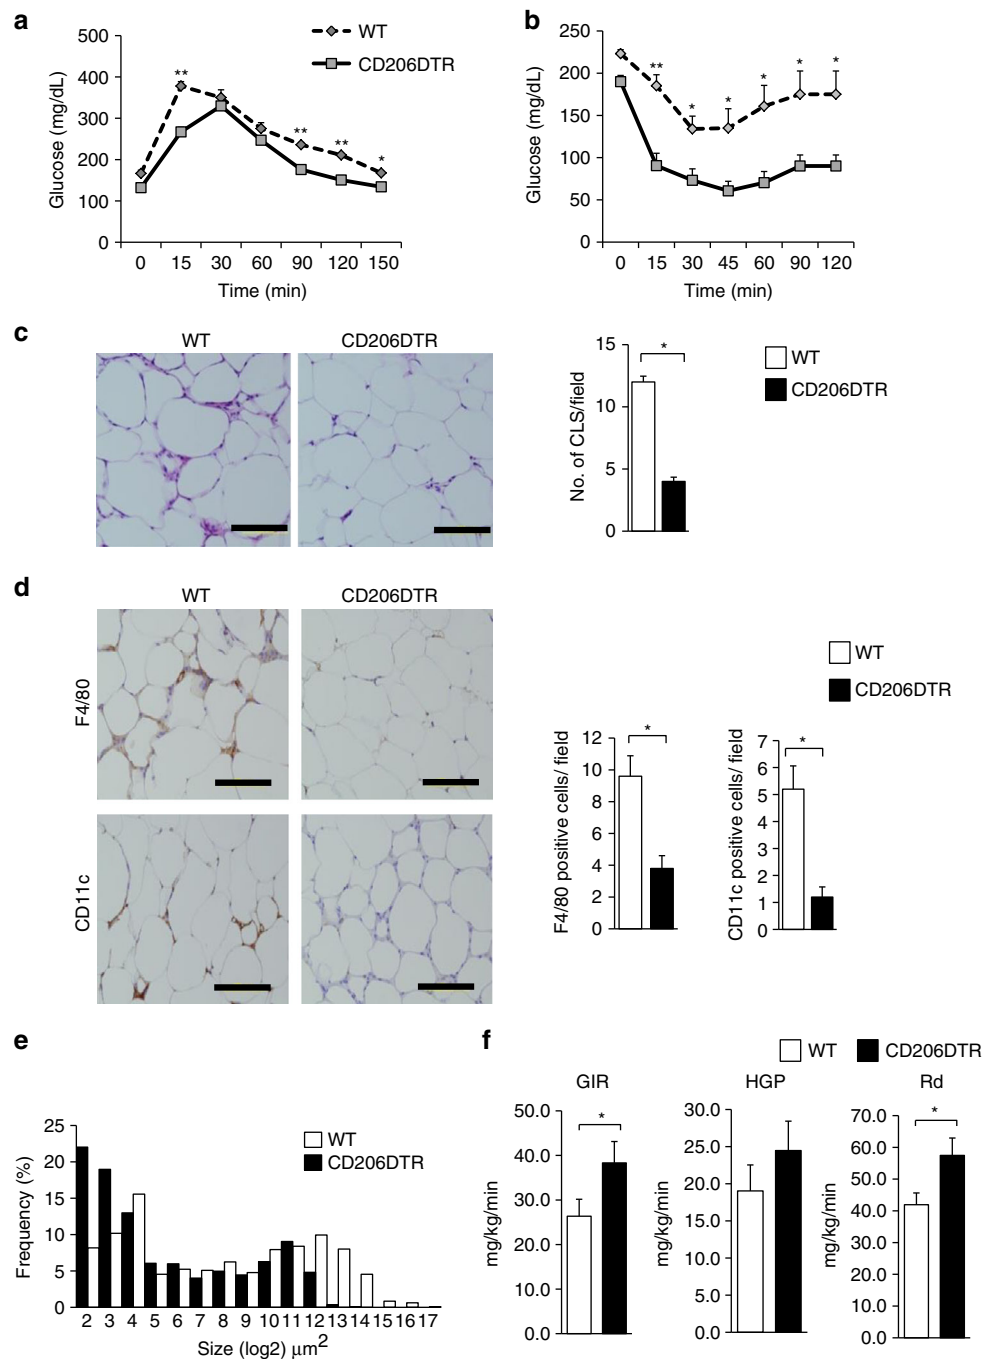 a
WT
CD206DTR
Glucose (mg/dL)
500
400
300
200
100
0
**
**
**
*
0 15 30 60 90 120 150
Time (min)
b
Glucose (mg/dL)
250
200
150
100
50
0
**
*
*
*
*
*
0 15 30 45 60 90 120
Time (min)
c
WT CD206DTR
No. of CLS/field
15
10
5
0
*
WT
CD206DTR
d
WT CD206DTR
F4/80
CD11c
WT
CD206DTR
F4/80 positive cells/ field
12
10
8
6
4
2
0
*
CD11c positive cells/ field
7
6
5
4
3
2
1
0
*
e
Frequency (%)
25
20
15
10
5
0
WT
CD206DTR
2 3 4 5 6 7 8 9 10 11 12 13 14 15 16 17
Size (log2) μm²
f
WT CD206DTR
GIR
mg/kg/min
50.0
40.0
30.0
20.0
10.0
0.0
*
HGP
mg/kg/min
30.0
25.0
20.0
15.0
10.0
5.0
0.0
Rd
mg/kg/min
70.0
60.0
50.0
40.0
30.0
20.0
10.0
0.0
*